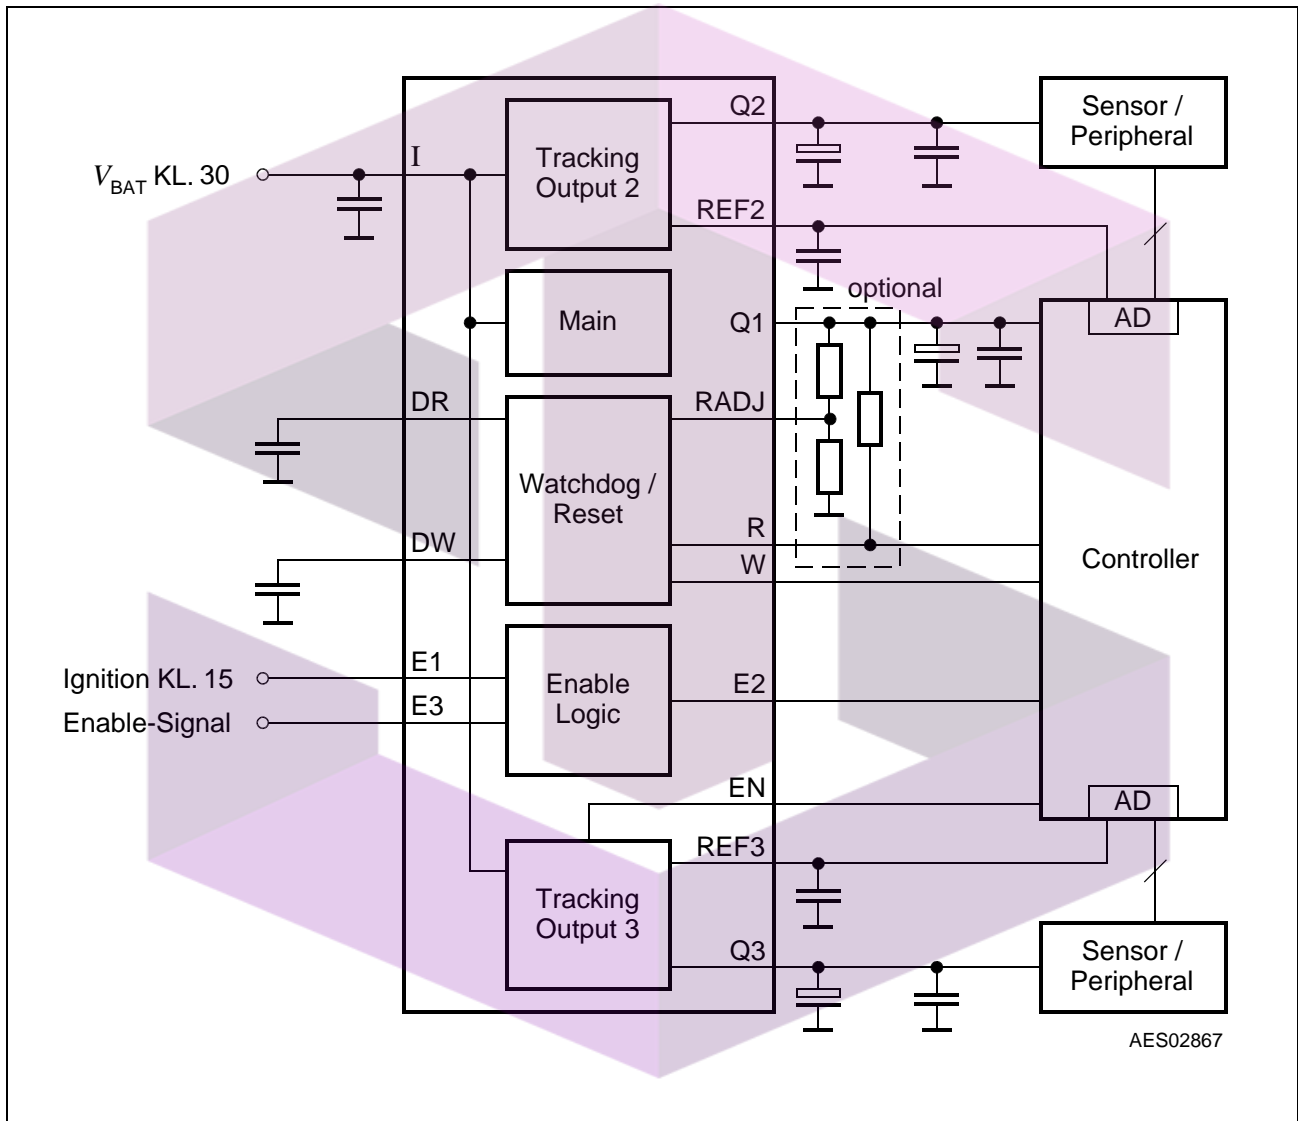 Q2
Sensor /
Peripheral
I
Tracking
Output 2
V BAT KL. 30
REF2
optional
Main
Q1
AD
DR
RADJ
Watchdog /
Reset
DW
R
W
Controller
E1
Ignition KL. 15
Enable
Logic
E2
E3
Enable-Signal
EN
AD
REF3
Tracking
Output 3
Q3
Sensor /
Peripheral
AES02867